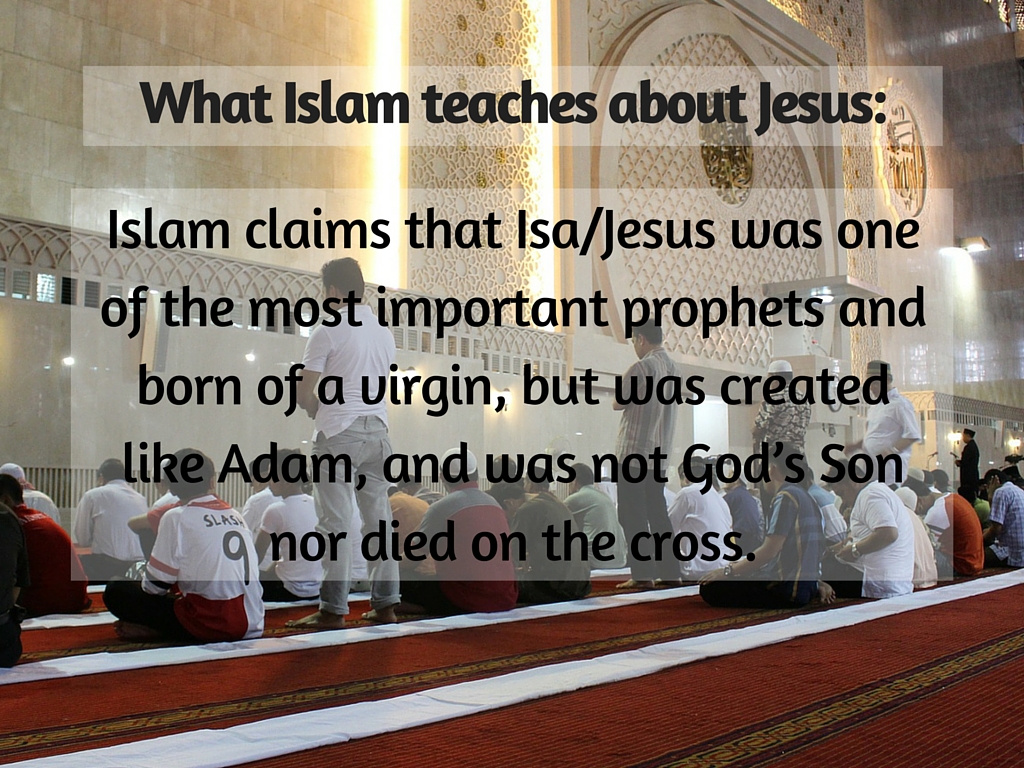 What Islam teaches about Jesus:
Islam claims that Isa/Jesus was one
of the most important prophets and
born of a virgin, but was created
like Adam, and was not God's Son
nor died on the cross.
SLASH
9